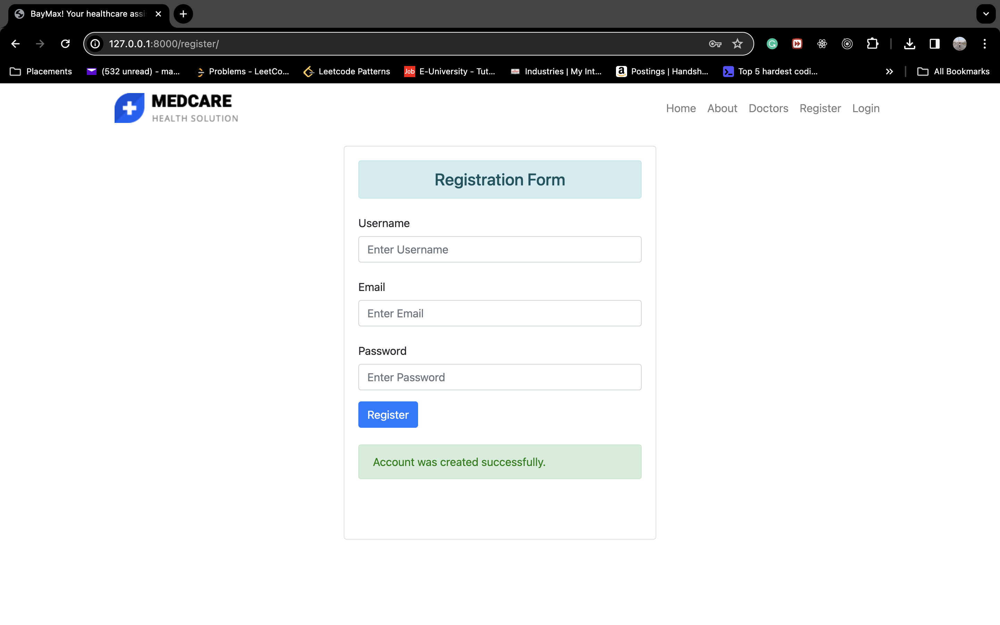 BayMax! Your healthcare assi
127.0.0.1:8000/register/
Placements (532 unread) - ma... Problems - LeetCo... Leetcode Patterns Job E-University - Tut... Industries | My Int... Postings | Handsh... Top 5 hardest codi... All Bookmarks
MEDCARE
HEALTH SOLUTION
Home About Doctors Register Login
Registration Form
Username
Enter Username
Email
Enter Email
Password
Enter Password
Register
Account was created successfully.